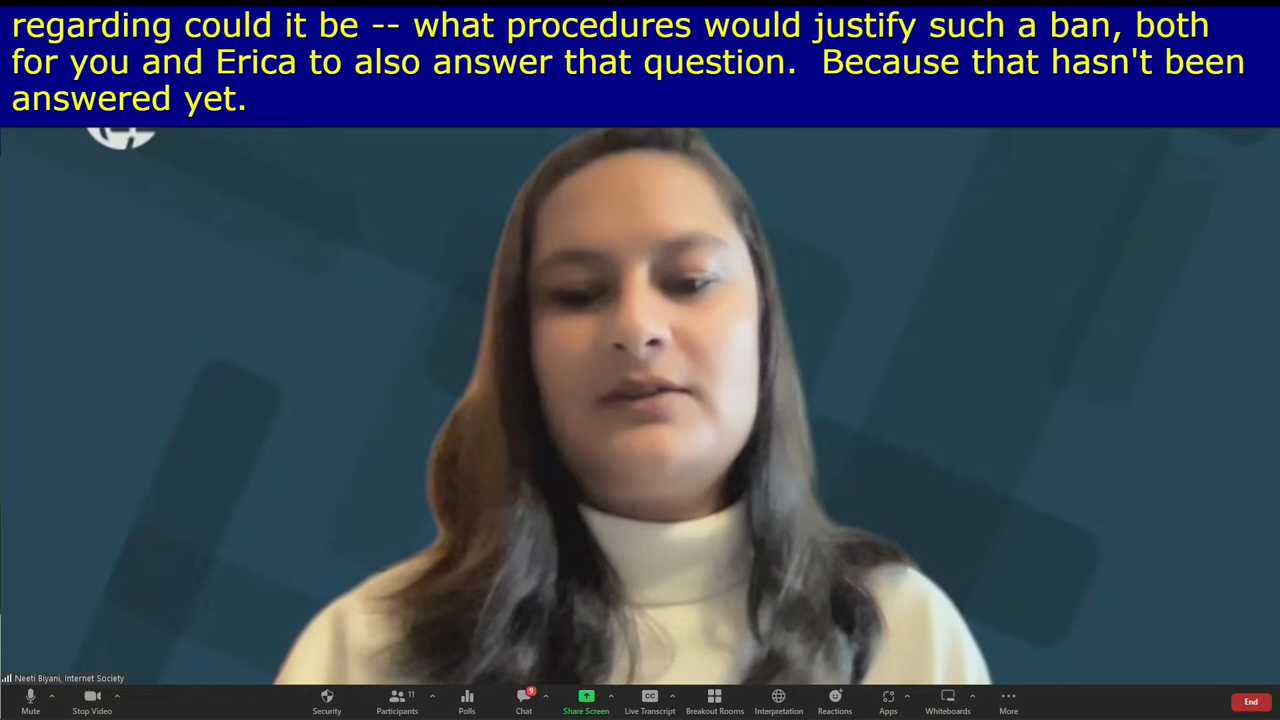 regarding could it be -- what procedures would justify such a ban, both
for you and Erica to also answer that question.  Because that hasn't been
answered yet.
Neeti Biyani, Internet Society
Mute
Stop Video
Security
Participants
11
Polls
Chat
9
Share Screen
CC
Live Transcript
Breakout Rooms
Interpretation
Reactions
Apps
Whiteboards
More
End